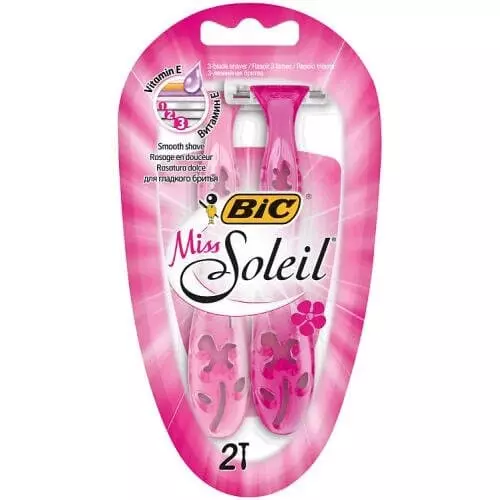 3-blade shaver / Rasoir 3 lames / Rasoio trilama
3-лезвийная бритва
Vitamin E
Витамин Е
1
2
3
Smooth shave
Rasage en douceur
Rasatura dolce
для гладкого бритья
BiC
Miss
Soleil
2